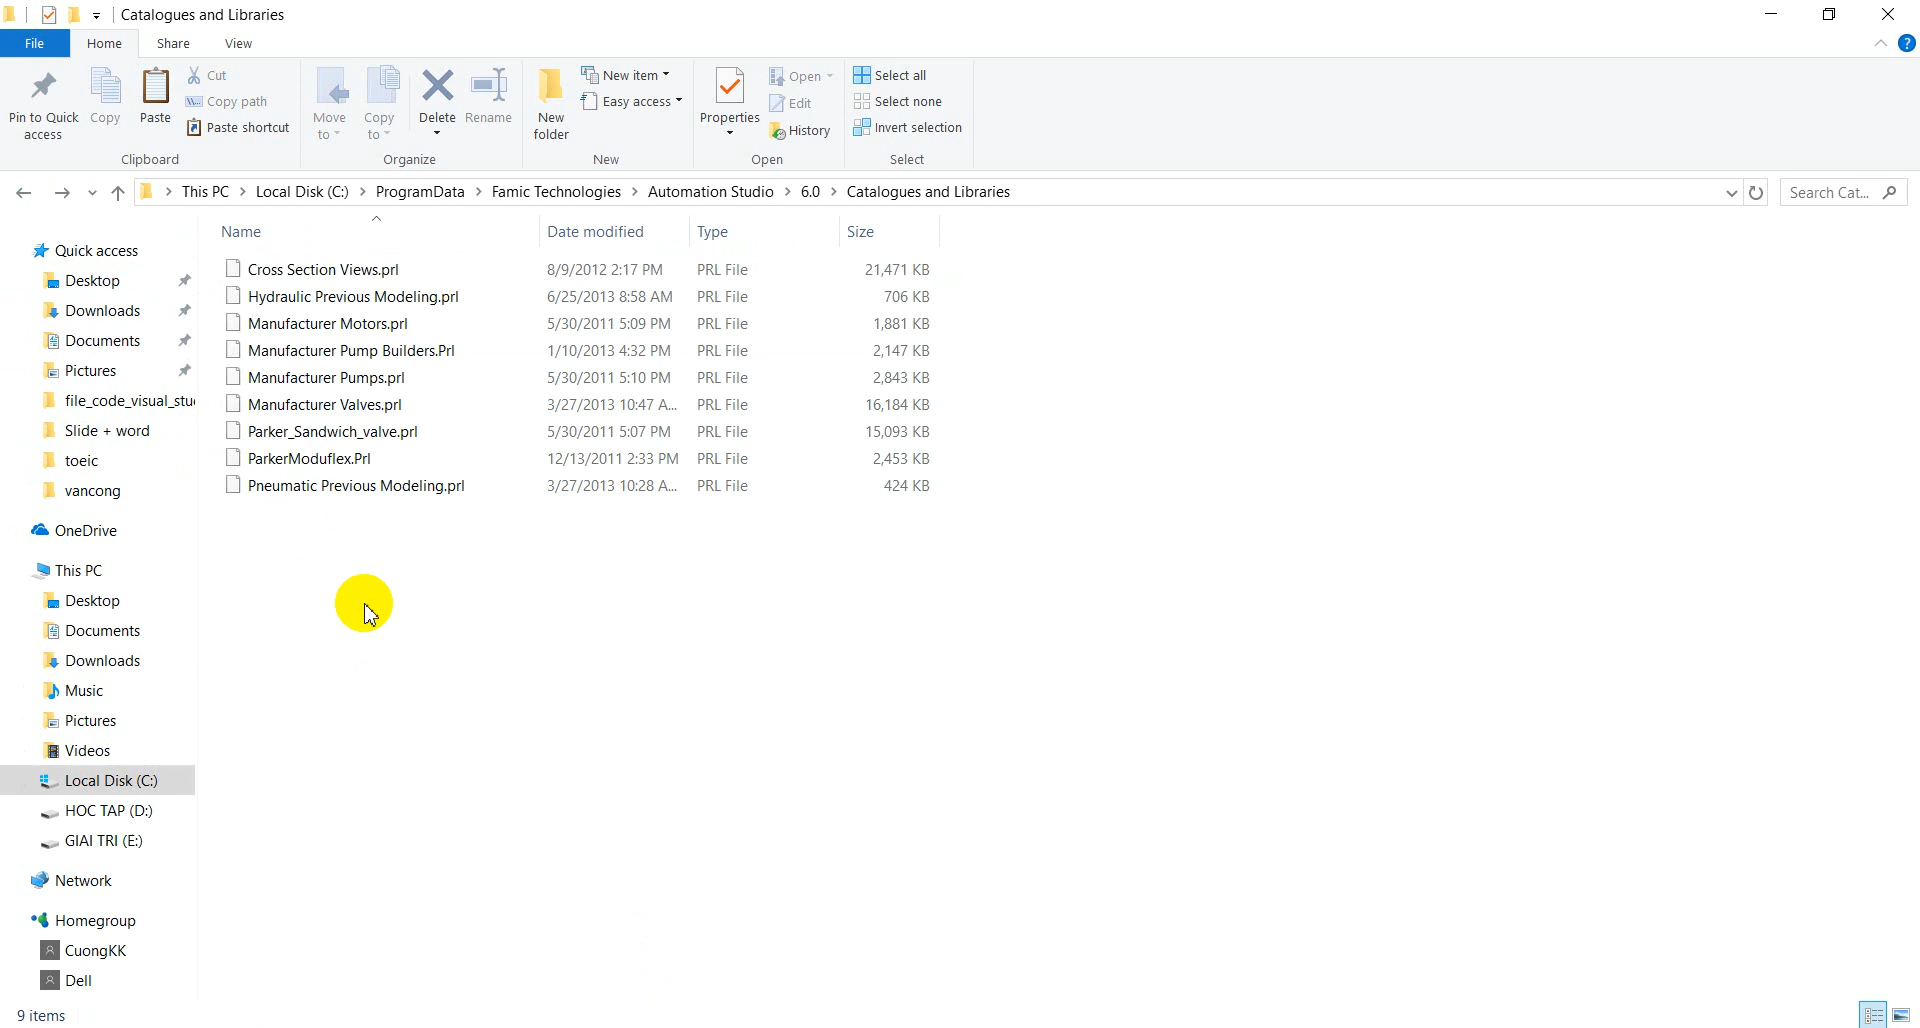 Catalogues and Libraries
File Home Share View
Pin to Quick access
Copy
Paste
Cut
Copy path
Paste shortcut
Clipboard
Move to
Copy to
Delete
Rename
Organize
New folder
New item
Easy access
New
Properties
Open
Edit
History
Open
Select all
Select none
Invert selection
Select
This PC > Local Disk (C:) > ProgramData > Famic Technologies > Automation Studio > 6.0 > Catalogues and Libraries
Search Cat...
Name Date modified Type Size
Cross Section Views.prl 8/9/2012 2:17 PM PRL File 21,471 KB
Hydraulic Previous Modeling.prl 6/25/2013 8:58 AM PRL File 706 KB
Manufacturer Motors.prl 5/30/2011 5:09 PM PRL File 1,881 KB
Manufacturer Pump Builders.Prl 1/10/2013 4:32 PM PRL File 2,147 KB
Manufacturer Pumps.prl 5/30/2011 5:10 PM PRL File 2,843 KB
Manufacturer Valves.prl 3/27/2013 10:47 A... PRL File 16,184 KB
Parker_Sandwich_valve.prl 5/30/2011 5:07 PM PRL File 15,093 KB
ParkerModuflex.Prl 12/13/2011 2:33 PM PRL File 2,453 KB
Pneumatic Previous Modeling.prl 3/27/2013 10:28 A... PRL File 424 KB
Quick access
Desktop
Downloads
Documents
Pictures
file_code_visual_stu
Slide + word
toeic
vancong
OneDrive
This PC
Desktop
Documents
Downloads
Music
Pictures
Videos
Local Disk (C:)
HOC TAP (D:)
GIAI TRI (E:)
Network
Homegroup
CuongKK
Dell
9 items